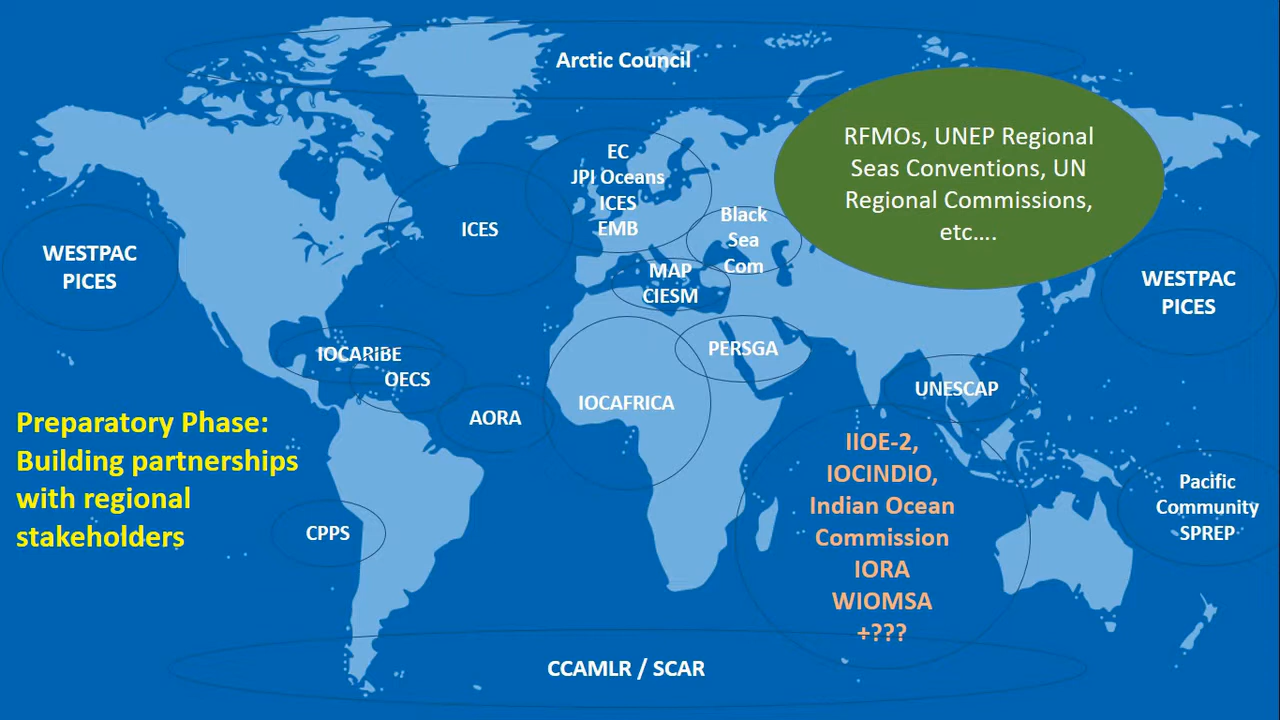 Arctic Council
RFMOs, UNEP Regional
Seas Conventions, UN
Regional Commissions,
etc....
EC
JPI Oceans
ICES
EMB
ICES
Black
Sea
Com
MAP
CIESM
WESTPAC
PICES
WESTPAC
PICES
IOCARIBE
OECS
AORA
IOCAFRICA
PERSGA
UNESCAP
Preparatory Phase:
Building partnerships
with regional
stakeholders
IIOE-2,
IOCINDIO,
Indian Ocean
Commission
IORA
WIOMSA
+???
Pacific
Community
SPREP
CPPS
CCAMLR / SCAR